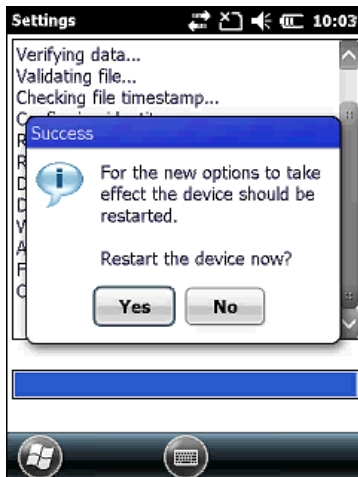 Settings 10:03
Verifying data...
Validating file...
Checking file timestamp...
Success
For the new options to take
effect the device should be
restarted.
Restart the device now?
Yes No